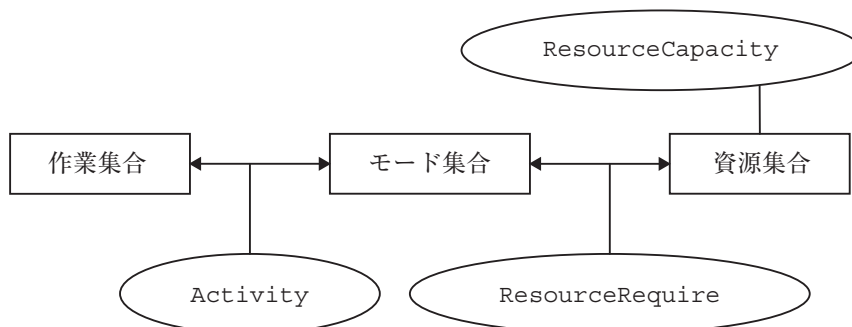 ResourceCapacity
作業集合
モード集合
資源集合
Activity
ResourceRequire